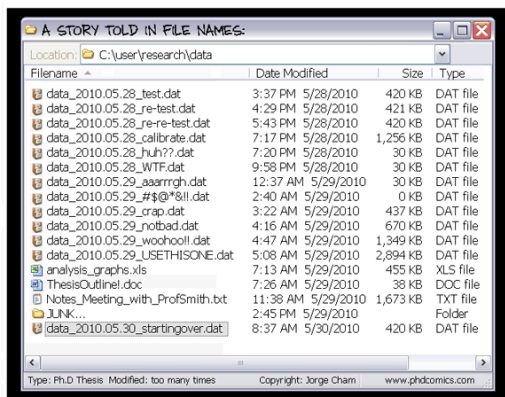 A STORY TOLD IN FILE NAMES:
Location: C:\user\research\data
Filename Date Modified Size Type
data_2010.05.28_test.dat 3:37 PM 5/28/2010 420 KB DAT file
data_2010.05.28_re-test.dat 4:29 PM 5/28/2010 421 KB DAT file
data_2010.05.28_re-re-test.dat 5:43 PM 5/28/2010 420 KB DAT file
data_2010.05.28_calibrate.dat 7:17 PM 5/28/2010 1,256 KB DAT file
data_2010.05.28_huh??.dat 7:20 PM 5/28/2010 30 KB DAT file
data_2010.05.28_WTF.dat 9:58 PM 5/28/2010 30 KB DAT file
data_2010.05.29_aaarrrgh.dat 12:37 AM 5/29/2010 30 KB DAT file
data_2010.05.29_#$@*&!!.dat 2:40 AM 5/29/2010 0 KB DAT file
data_2010.05.29_crap.dat 3:22 AM 5/29/2010 437 KB DAT file
data_2010.05.29_notbad.dat 4:16 AM 5/29/2010 670 KB DAT file
data_2010.05.29_woohoo!!.dat 4:47 AM 5/29/2010 1,349 KB DAT file
data_2010.05.29_USETHISONE.dat 5:08 AM 5/29/2010 2,894 KB DAT file
analysis_graphs.xls 7:13 AM 5/29/2010 455 KB XLS file
ThesisOutline!.doc 7:26 AM 5/29/2010 38 KB DOC file
Notes_Meeting_with_ProfSmith.txt 11:38 AM 5/29/2010 1,673 KB TXT file
JUNK... 2:45 PM 5/29/2010 Folder
data_2010.05.30_startingover.dat 8:37 AM 5/30/2010 420 KB DAT file
Type: Ph.D Thesis Modified: too many times Copyright: Jorge Cham www.phdcomics.com